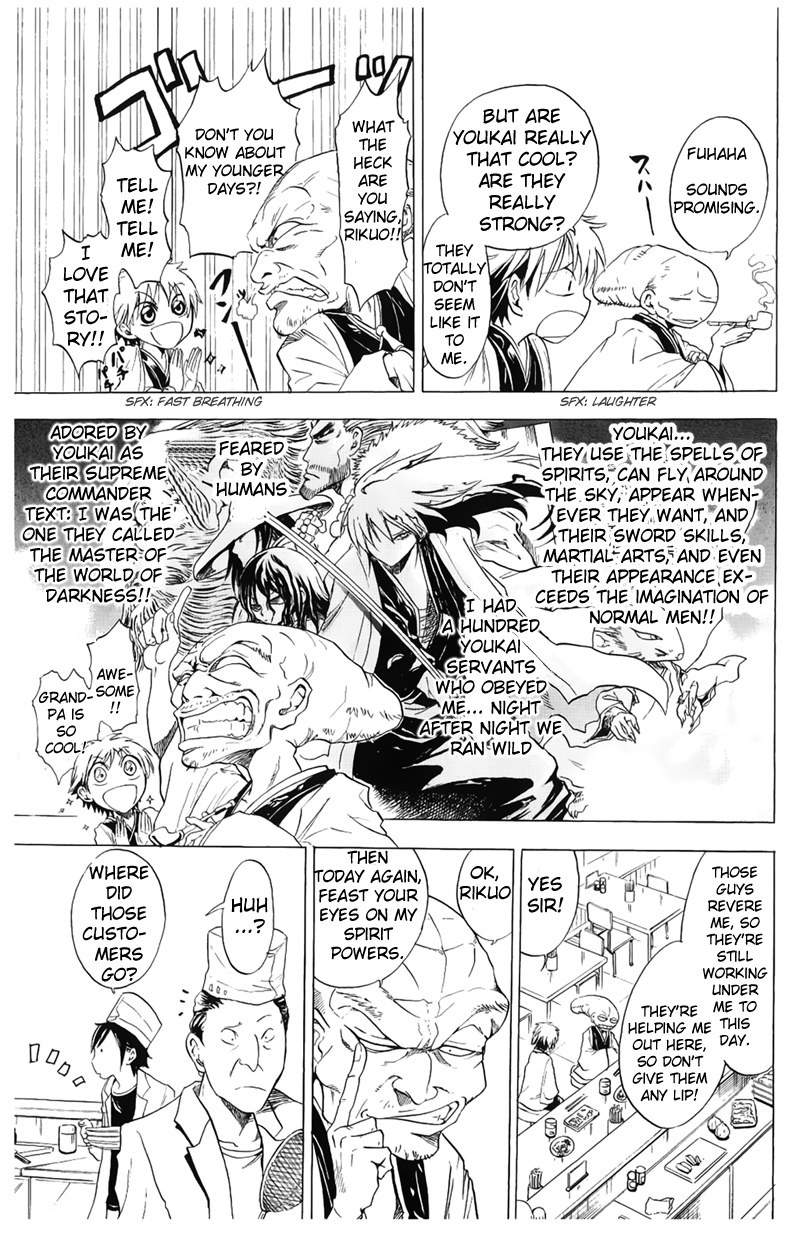 FUHAHA
SOUNDS
PROMISING.
スパー
BUT ARE
YOUKAI REALLY
THAT COOL?
ARE THEY
REALLY
STRONG?
THEY
TOTALLY
DON'T
SEEM
LIKE IT
TO
ME.
SFX: LAUGHTER
WHAT
THE
HECK
ARE
YOU
SAYING,
RIKUO!!
DON'T YOU
KNOW ABOUT
MY YOUNGER
DAYS?!
TELL
ME!
TELL
ME!
I
LOVE
THAT
STO-
RY!!
SFX: FAST BREATHING
YOUKAI...
THEY USE THE SPELLS OF
SPIRITS, CAN FLY AROUND
THE SKY, APPEAR WHEN-
EVER THEY WANT, AND
THEIR SWORD SKILLS,
MARTIAL ARTS, AND EVEN
THEIR APPEARANCE EX-
CEEDS THE IMAGINATION OF
NORMAL MEN!!
I HAD
A HUNDRED
YOUKAI
SERVANTS
WHO OBEYED
ME... NIGHT
AFTER NIGHT WE
RAN WILD
FEARED
BY
HUMANS
ADORED BY
YOUKAI AS
THEIR SUPREME
COMMANDER
TEXT: I WAS THE
ONE THEY CALLED
THE MASTER OF
THE WORLD OF
DARKNESS!!
AWE-
SOME
!!
GRAND-
PA IS
SO
COOL!
THOSE
GUYS
REVERE
ME, SO
THEY'RE
STILL
WORKING
UNDER
ME TO
THIS
DAY.
THEY'RE
HELPING ME
OUT HERE,
SO DON'T
GIVE THEM
ANY LIP!
YES
SIR!
OK,
RIKUO
THEN
TODAY AGAIN,
FEAST YOUR
EYES ON MY
SPIRIT
POWERS.
HUH
...?
WHERE
DID
THOSE
CUSTO-
MERS
GO?